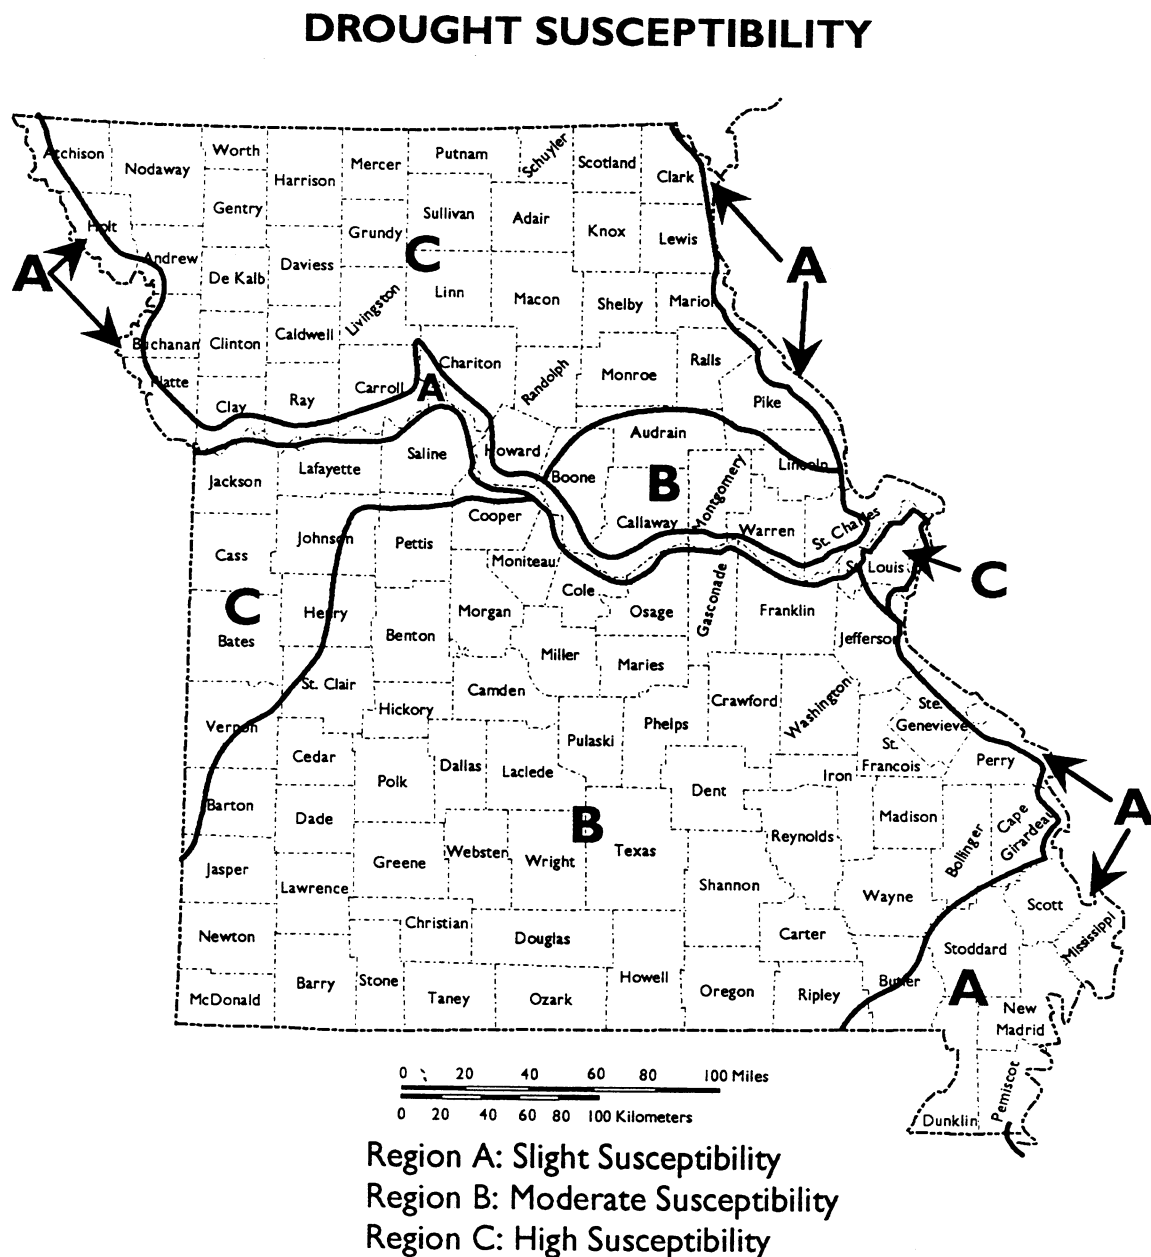 DROUGHT SUSCEPTIBILITY
Atchison
Nodaway
Worth
Gentry
Harrison
Mercer
Putnam
Schuyler
Scotland
Clark
Holt
Andrew
De Kalb
Daviess
Grundy
Sullivan
Adair
Knox
Lewis
C
A
A
Buchanan
Clinton
Caldwell
Livingston
Linn
Macon
Shelby
Marion
Platte
Clay
Ray
Carroll
A
Chariton
Randolph
Monroe
Ralls
Pike
Jackson
Lafayette
Saline
Howard
Boone
Audrain
B
Callaway
Montgomery
Lincoln
Warren
St. Charles
Cass
Johnson
Pettis
Cooper
Moniteau
Cole
Osage
Gasconade
Franklin
St. Louis
C
Jefferson
C
Bates
Henry
Benton
Morgan
Miller
Maries
St. Clair
Hickory
Camden
Pulaski
Phelps
Crawford
Washington
Ste.
Genevieve
St.
Francois
Perry
Vernon
Cedar
Polk
Dallas
Laclede
Dent
Iron
Madison
Bollinger
Cape
Girardeau
A
Barton
Dade
Greene
Webster
Wright
B
Texas
Reynolds
Jasper
Lawrence
Christian
Douglas
Shannon
Wayne
Scott
Mississippi
Newton
Barry
Stone
Taney
Ozark
Howell
Oregon
Carter
Ripley
Butler
Stoddard
A
McDonald
New
Madrid
Dunklin
Pemiscot
0 20 40 60 80 100 Miles
0 20 40 60 80 100 Kilometers
Region A: Slight Susceptibility
Region B: Moderate Susceptibility
Region C: High Susceptibility